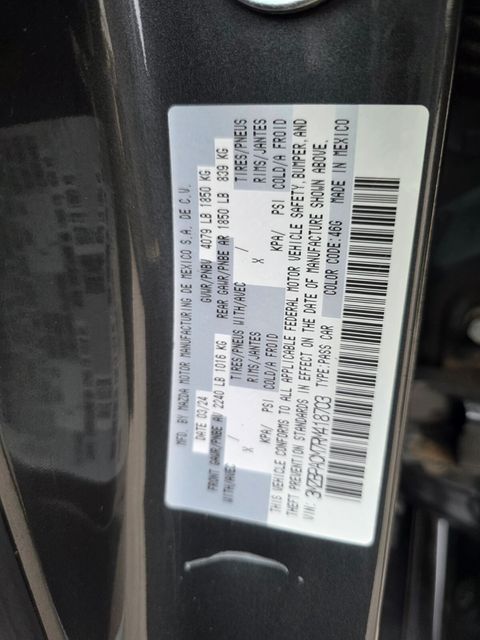 MFG. BY MAZDA MOTOR MANUFACTURING DE MEXICO S.A. DE C.V.
DATE 03/24 GVWR/PNBV 4079 LB 1850 KG
FRONT GAWR/PNBE AV 2240 LB 1016 KG REAR GAWR/PNBE AR 1850 LB 839 KG
WITH/AVEC TIRES/PNEUS WITH/AVEC TIRES/PNEUS
/ RIMS/JANTES / RIMS/JANTES
X X
KPA/ PSI COLD/A FROID KPA/ PSI COLD/A FROID
THIS VEHICLE CONFORMS TO ALL APPLICABLE FEDERAL MOTOR VEHICLE SAFETY, BUMPER, AND
THEFT PREVENTION STANDARDS IN EFFECT ON THE DATE OF MANUFACTURE SHOWN ABOVE.
VIN: TYPE:PASS CAR COLOR CODE:46G MADE IN MEXICO